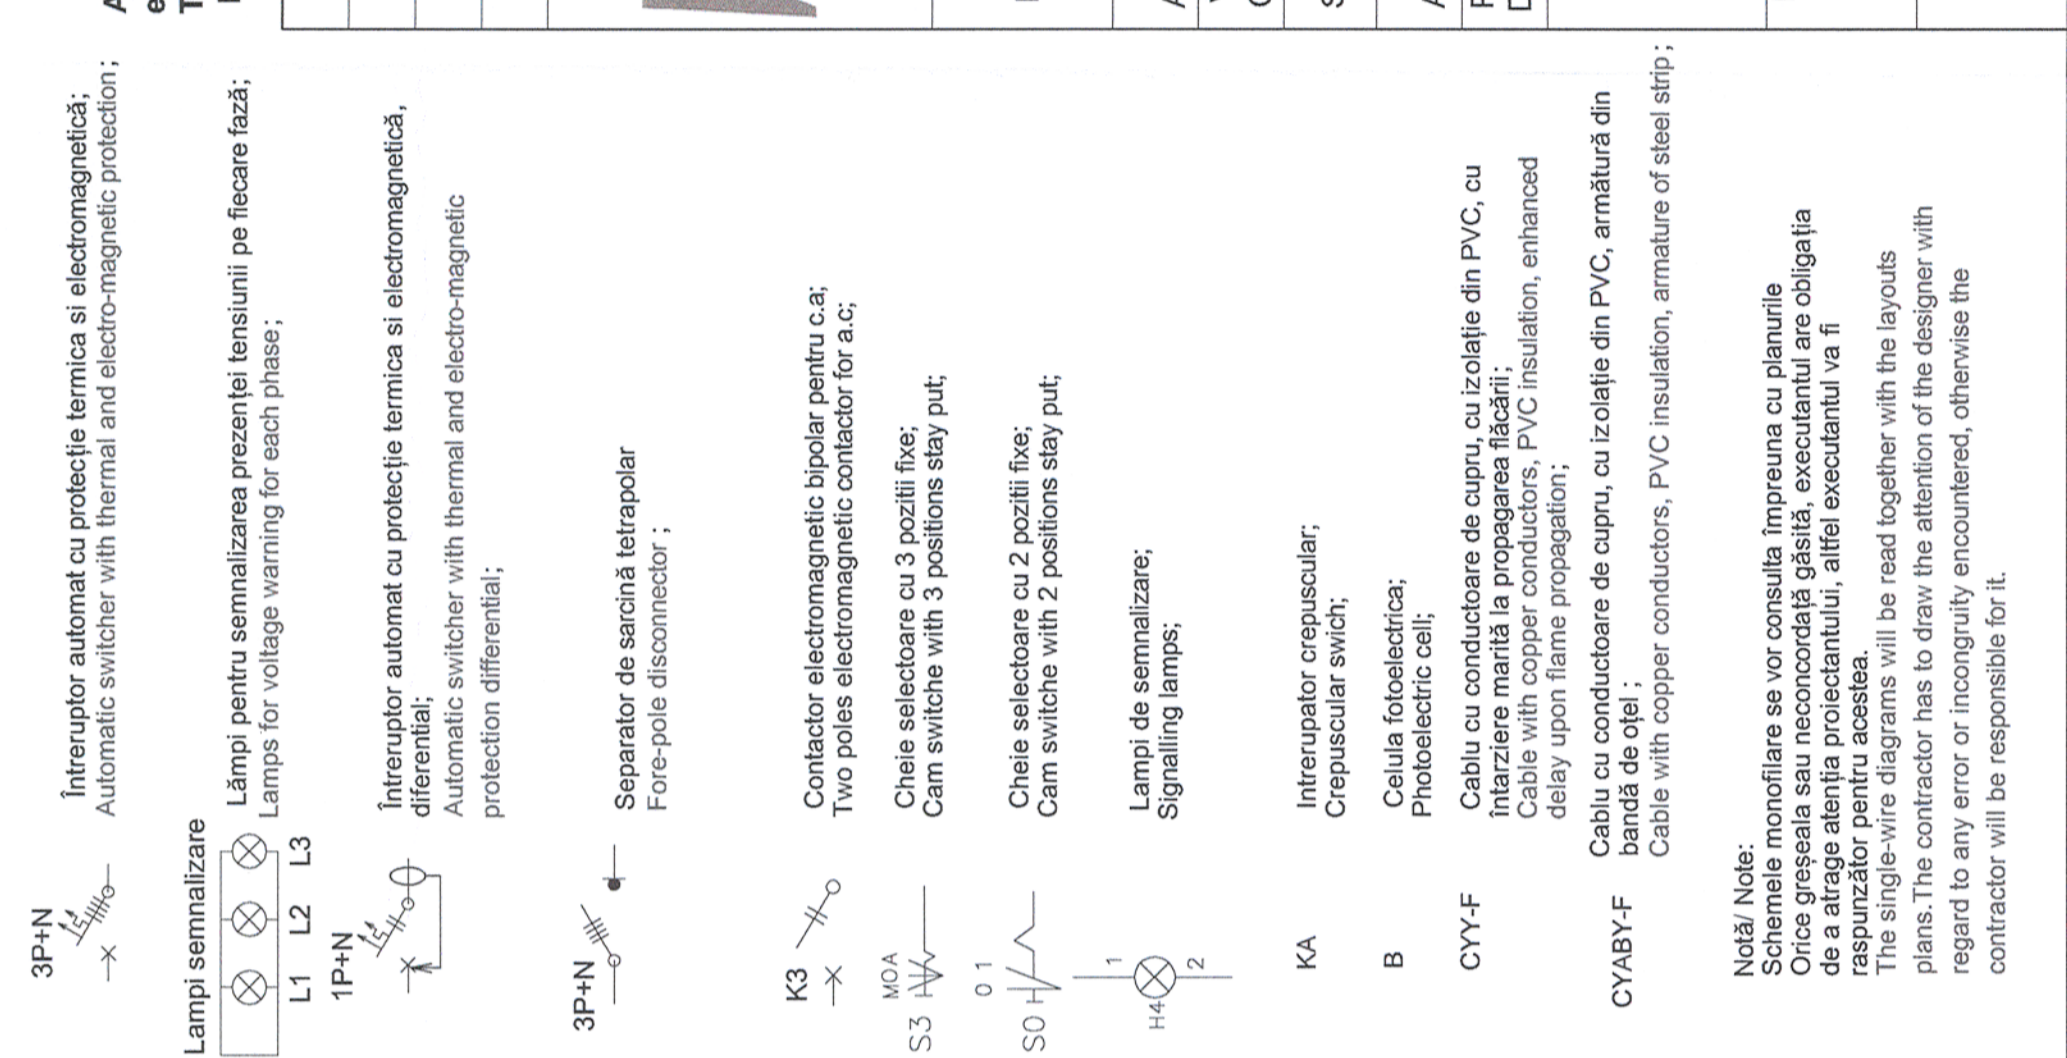 3P+N
Întreruptor automat cu protecție termica si electromagnetică;
Automatic switcher with thermal and electro-magnetic protection;
Lampi semnalizare
L1 L2 L3
Lămpi pentru semnalizarea prezenței tensiunii pe fiecare fază;
Lamps for voltage warning for each phase;
1P+N
Întreruptor automat cu protecție termica si electromagnetică,
diferential;
Automatic switcher with thermal and electro-magnetic
protection differential;
3P+N
Separator de sarcină tetrapolar
Fore-pole disconnector ;
K3
Contactor electromagnetic bipolar pentru c.a;
Two poles electromagnetic contactor for a.c;
MOA
S3
Cheie selectoare cu 3 pozitii fixe;
Cam switche with 3 positions stay put;
0 1
S0
Cheie selectoare cu 2 pozitii fixe;
Cam switche with 2 positions stay put;
1
H4
2
Lampi de semnalizare;
Signalling lamps;
KA
Intrerupator crepuscular;
Crepuscular swich;
B
Celula fotoelectrica;
Photoelectric cell;
CYY-F
Cablu cu conductoare de cupru, cu izolație din PVC, cu
întarziere marită la propagarea flăcării;
Cable with copper conductors, PVC insulation, enhanced
delay upon flame propagation;
CYABY-F
Cablu cu conductoare de cupru, cu izolație din PVC, armătură din
bandă de oțel ;
Cable with copper conductors, PVC insulation, armature of steel strip ;
Notă/ Note:
Schemele monofilare se vor consulta împreuna cu planurile
Orice greșeala sau neconcordață găsită, executantul are obligația
de a atrage atenția proiectantului, altfel executantul va fi
raspunzător pentru acestea.
The single-wire diagrams will be read together with the layouts
plans.The contractor has to draw the attention of the designer with
regard to any error or incongruity encountered, otherwise the
contractor will be responsible for it.